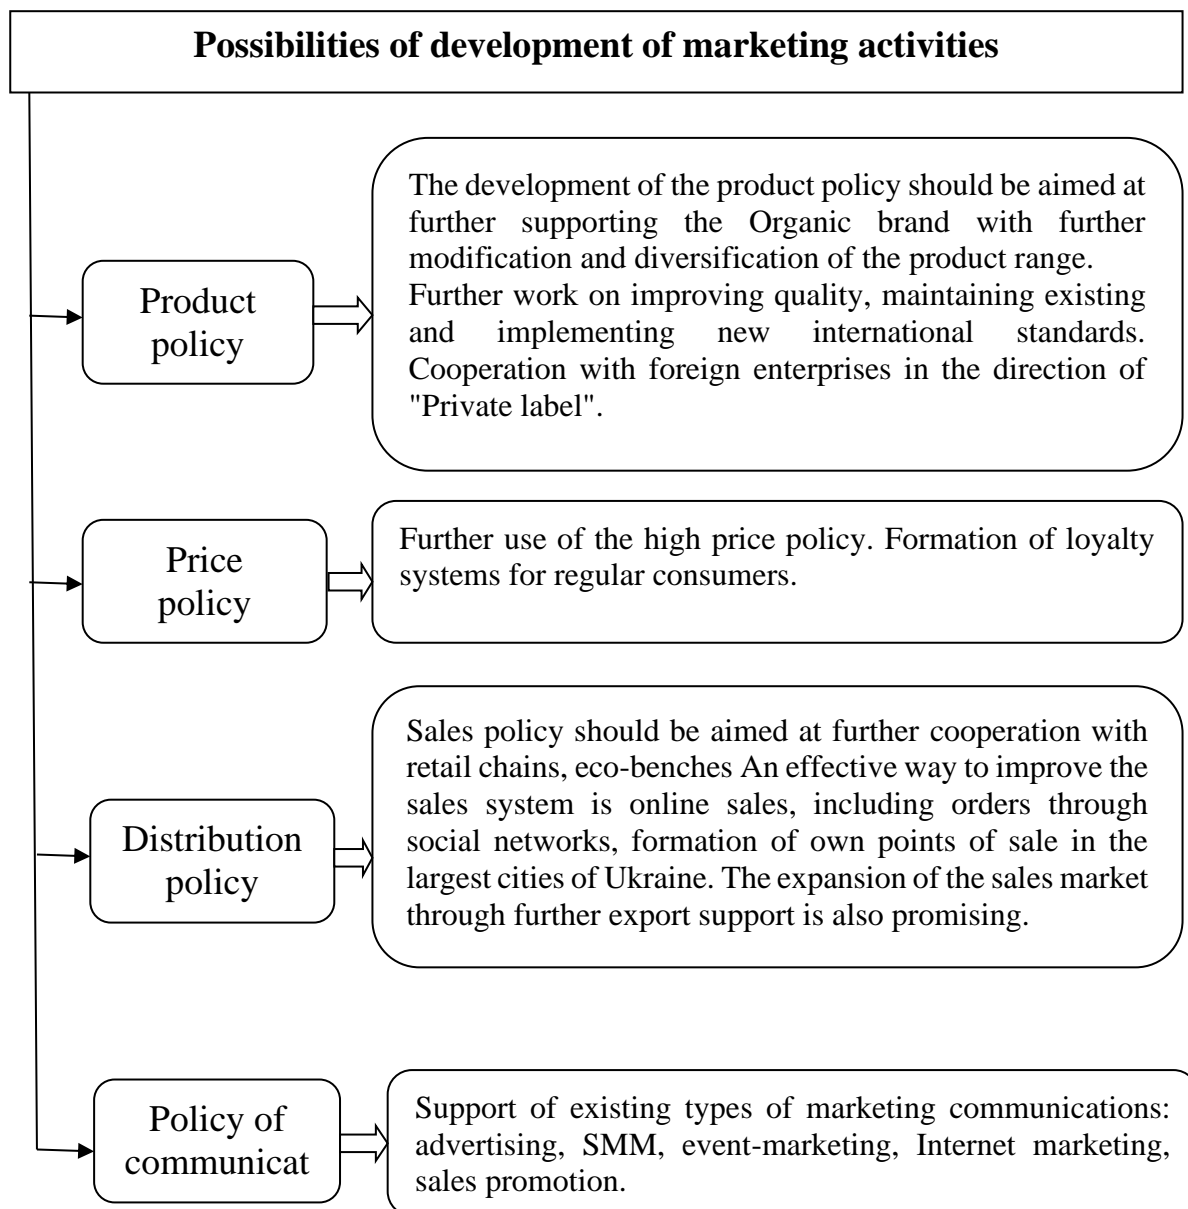 Possibilities of development of marketing activities
Product
policy
The development of the product policy should be aimed at
further supporting the Organic brand with further
modification and diversification of the product range.
Further work on improving quality, maintaining existing
and implementing new international standards.
Cooperation with foreign enterprises in the direction of
"Private label".
Price
policy
Further use of the high price policy. Formation of loyalty
systems for regular consumers.
Distribution
policy
Sales policy should be aimed at further cooperation with
retail chains, eco-benches An effective way to improve the
sales system is online sales, including orders through
social networks, formation of own points of sale in the
largest cities of Ukraine. The expansion of the sales market
through further export support is also promising.
Policy of
communicat
Support of existing types of marketing communications:
advertising, SMM, event-marketing, Internet marketing,
sales promotion.